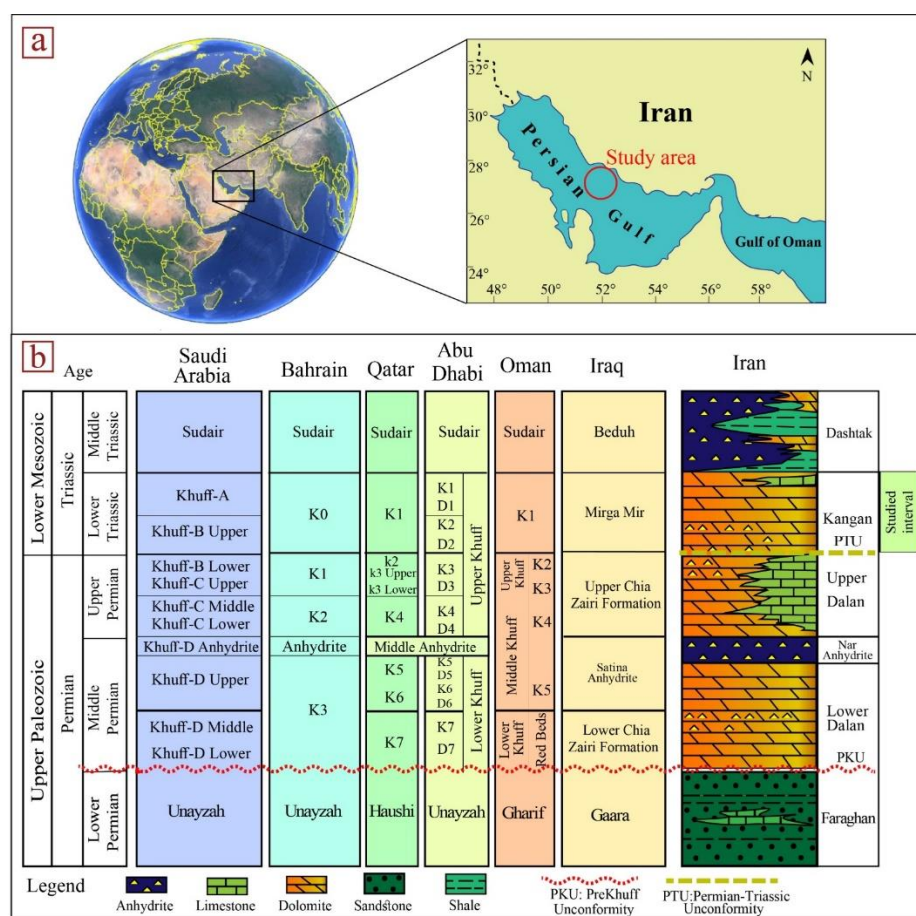 a
N
32°
30°
28°
26°
24°
47°
50°
52°
54°
56°
58°
Iran
Study area
Persian Gulf
Gulf of Oman
b
Age
Saudi
Arabia
Bahrain
Qatar
Abu
Dhabi
Oman
Iraq
Iran
Lower Mesozoic
Upper Paleozoic
Triassic
Permian
Middle
Triassic
Lower
Triassic
Upper
Permian
Middle
Permian
Lower
Permian
Sudair
Khuff-A
Khuff-B Upper
Khuff-B Lower
Khuff-C Upper
Khuff-C Middle
Khuff-C Lower
Khuff-D Anhydrite
Khuff-D Upper
Khuff-D Middle
Khuff-D Lower
Unayzah
Sudair
K0
K1
K2
Anhydrite
K3
Unayzah
Sudair
K1
k2
k3 Upper
k3 Lower
K4
Middle Anhydrite
K5
K6
K7
Haushi
Sudair
K1
D1
K2
D2
K3
D3
K4
D4
K5
D5
K6
D6
K7
D7
Upper Khuff
Lower Khuff
Unayzah
Sudair
K1
Upper
Khuff
K2
K3
Middle Khuff
K4
K5
Lower
Khuff
Red Beds
Gharif
Beduh
Mirga Mir
Upper Chia
Zairi Formation
Satina
Anhydrite
Lower Chia
Zairi Formation
Gaara
Dashtak
Kangan
PTU
Upper
Dalan
Nar
Anhydrite
Lower
Dalan
PKU
Faraghan
Studied
interval
Legend
Anhydrite
Limestone
Dolomite
Sandstone
Shale
PKU: PreKhuff
Unconformity
PTU:Permian-Triassic
Unconformity